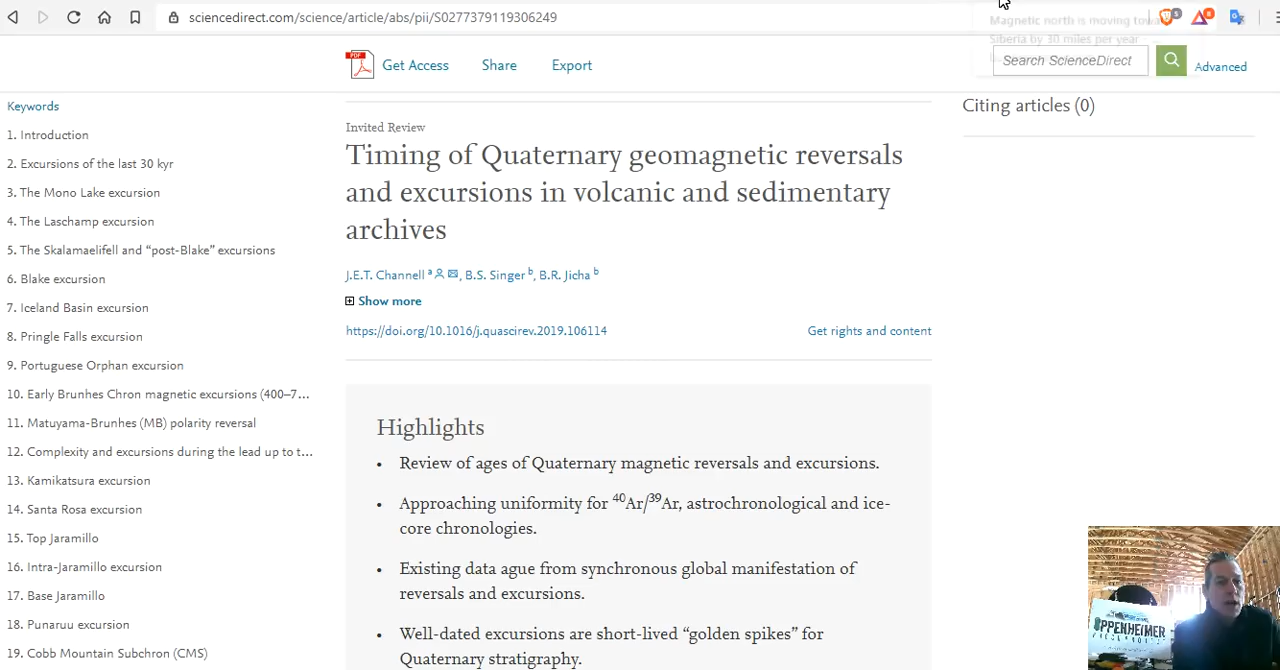 sciencedirect.com/science/article/abs/pii/S0277379119306249
5
8
Magnetic north is moving
Siberia by 30 miles per year
PDF
Get Access
Share
Export
Search ScienceDirect
Advanced
Keywords
1. Introduction
2. Excursions of the last 30 kyr
3. The Mono Lake excursion
4. The Laschamp excursion
5. The Skalamaelifell and “post-Blake” excursions
6. Blake excursion
7. Iceland Basin excursion
8. Pringle Falls excursion
9. Portuguese Orphan excursion
10. Early Brunhes Chron magnetic excursions (400–7...
11. Matuyama-Brunhes (MB) polarity reversal
12. Complexity and excursions during the lead up to t...
13. Kamikatsura excursion
14. Santa Rosa excursion
15. Top Jaramillo
16. Intra-Jaramillo excursion
17. Base Jaramillo
18. Punaruu excursion
19. Cobb Mountain Subchron (CMS)
Invited Review
Timing of Quaternary geomagnetic reversals
and excursions in volcanic and sedimentary
archives
J.E.T. Channell a, B.S. Singer b, B.R. Jicha b
Show more
https://doi.org/10.1016/j.quascirev.2019.106114
Get rights and content
Highlights
• Review of ages of Quaternary magnetic reversals and excursions.
• Approaching uniformity for 40Ar/39Ar, astrochronological and ice-
core chronologies.
• Existing data ague from synchronous global manifestation of
reversals and excursions.
• Well-dated excursions are short-lived “golden spikes” for
Quaternary stratigraphy.
Citing articles (0)
OPPENHEIMER